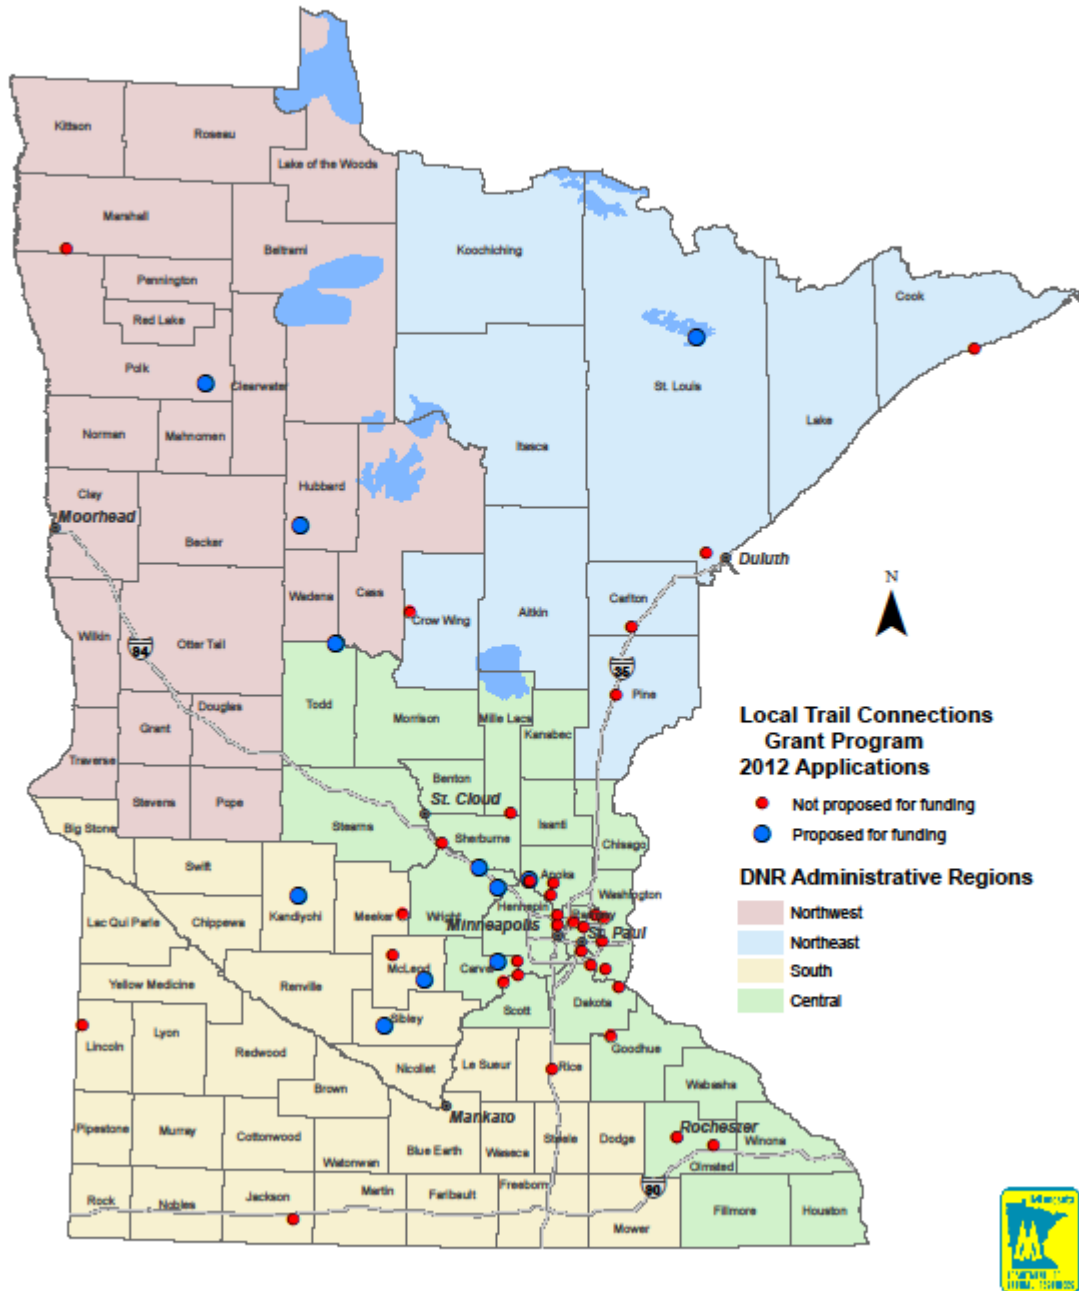 Kittson
Roseau
Lake of the Woods
Marshall
Beltrami
Koochiching
Pennington
Cook
Red Lake
Polk
Clearwater
St. Louis
Lake
Norman
Mahnomen
Itasca
Hubbard
Clay
Moorhead
Becker
Duluth
N
Wadena
Cass
Crow Wing
Aitkin
Carlton
Wilkin
Otter Tail
94
35
Pine
Todd
Douglas
Morrison
Mille Lacs
Kanabec
Grant
Traverse
Local Trail Connections
Grant Program
2012 Applications
Not proposed for funding
Proposed for funding
Benton
St. Cloud
Stevens
Pope
Stearns
Big Stone
Sherburne
Isanti
Chisago
Swift
Anoka
Washington
DNR Administrative Regions
Northwest
Northeast
South
Central
Lac Qui Parle
Chippewa
Kandiyohi
Meeker
Wright
Hennepin
Minneapolis
St. Paul
McLeod
Carver
Yellow Medicine
Renville
Scott
Dakota
Sibley
Lincoln
Lyon
Redwood
Nicollet
Le Sueur
Rice
Goodhue
Brown
Wabasha
Mankato
Pipestone
Murray
Cottonwood
Watonwan
Blue Earth
Waseca
Steele
Dodge
Rochester
Olmsted
Winona
Rock
Nobles
Jackson
Martin
Faribault
Freeborn
90
Mower
Fillmore
Houston
Minnesota